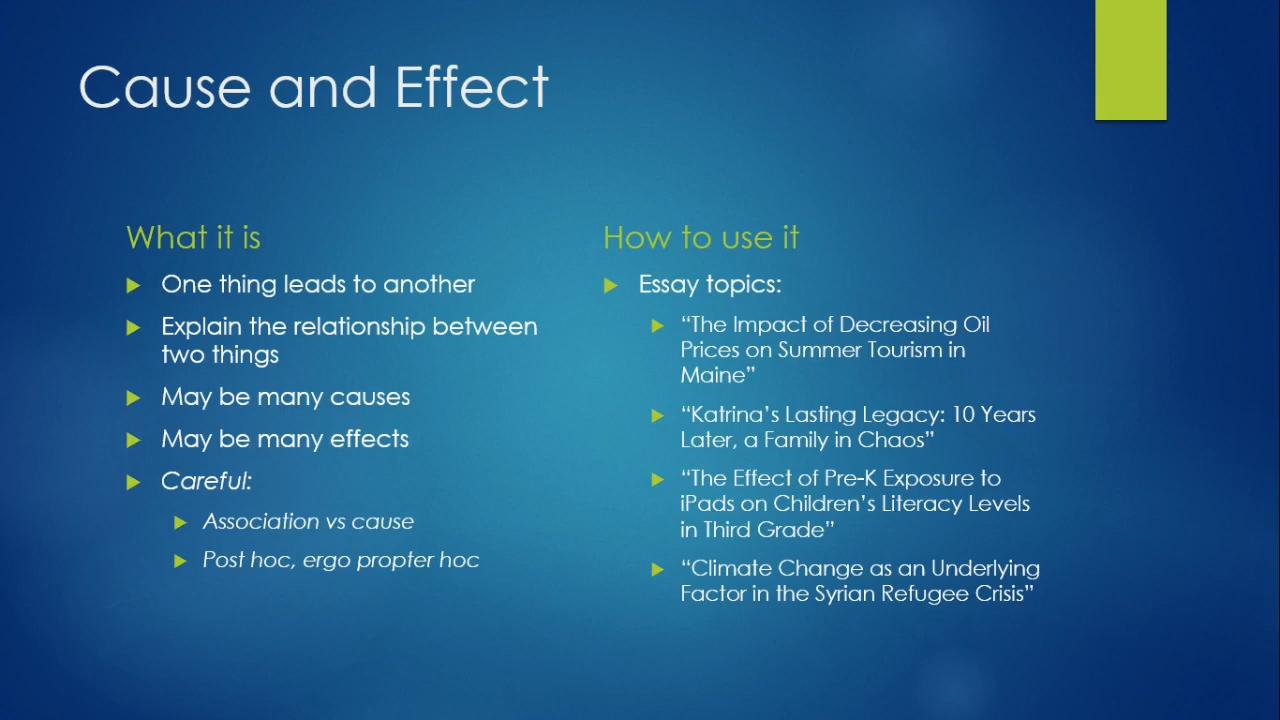 Cause and Effect
What it is
One thing leads to another
Explain the relationship between
two things
May be many causes
May be many effects
Careful:
Association vs cause
Post hoc, ergo propter hoc
How to use it
Essay topics:
“The Impact of Decreasing Oil
Prices on Summer Tourism in
Maine”
“Katrina’s Lasting Legacy: 10 Years
Later, a Family in Chaos”
“The Effect of Pre-K Exposure to
iPads on Children’s Literacy Levels
in Third Grade”
“Climate Change as an Underlying
Factor in the Syrian Refugee Crisis”